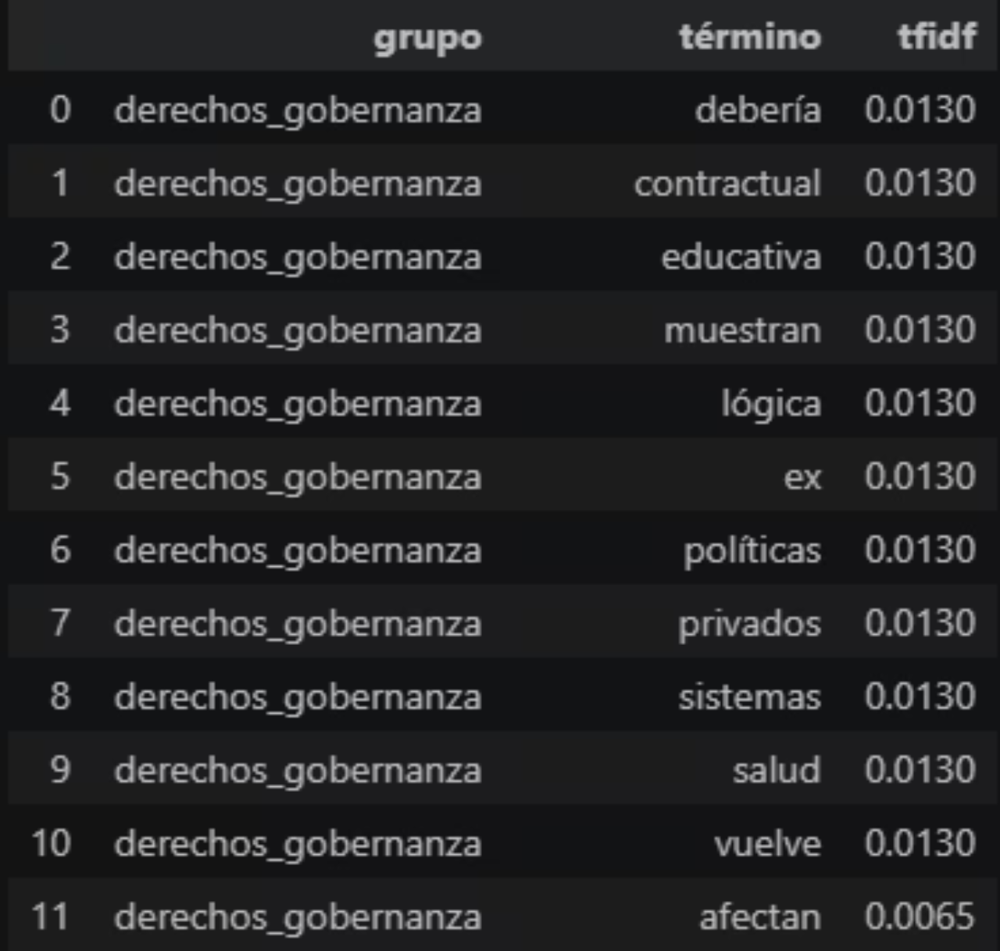 grupo término tfidf
0 derechos_gobernanza debería 0.0130
1 derechos_gobernanza contractual 0.0130
2 derechos_gobernanza educativa 0.0130
3 derechos_gobernanza muestran 0.0130
4 derechos_gobernanza lógica 0.0130
5 derechos_gobernanza ex 0.0130
6 derechos_gobernanza políticas 0.0130
7 derechos_gobernanza privados 0.0130
8 derechos_gobernanza sistemas 0.0130
9 derechos_gobernanza salud 0.0130
10 derechos_gobernanza vuelve 0.0130
11 derechos_gobernanza afectan 0.0065